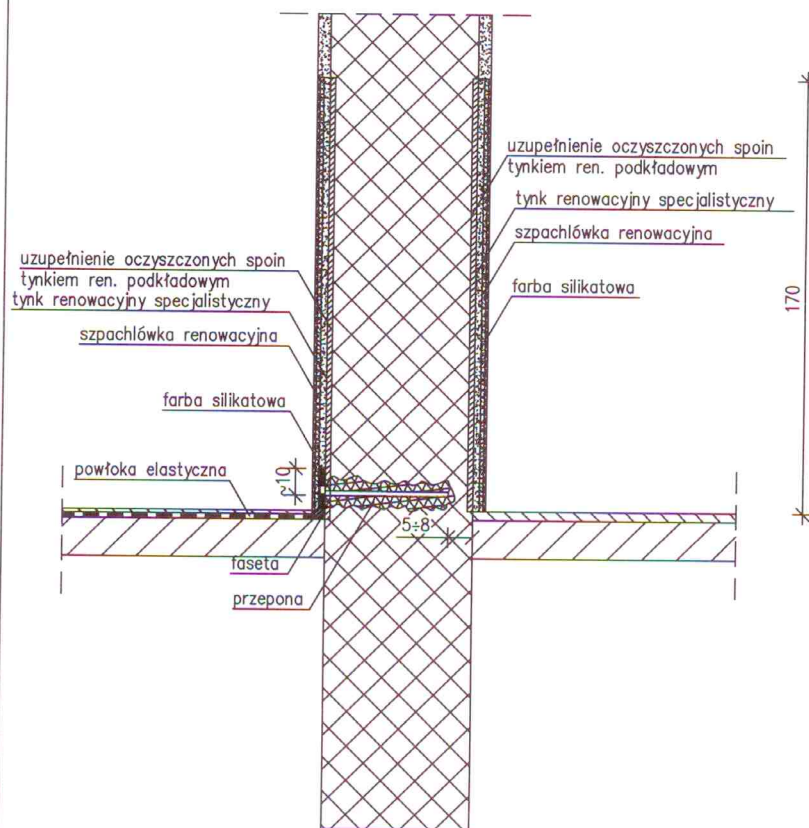 uzupełnienie oczyszczonych spoin
tynkiem ren. podkładowym
tynk renowacyjny specjalistyczny
szpachlówka renowacyjna
farba silikatowa
170
uzupełnienie oczyszczonych spoin
tynkiem ren. podkładowym
tynk renowacyjny specjalistyczny
szpachlówka renowacyjna
farba silikatowa
powłoka elastyczna
~10
5÷8
faseta
przepona